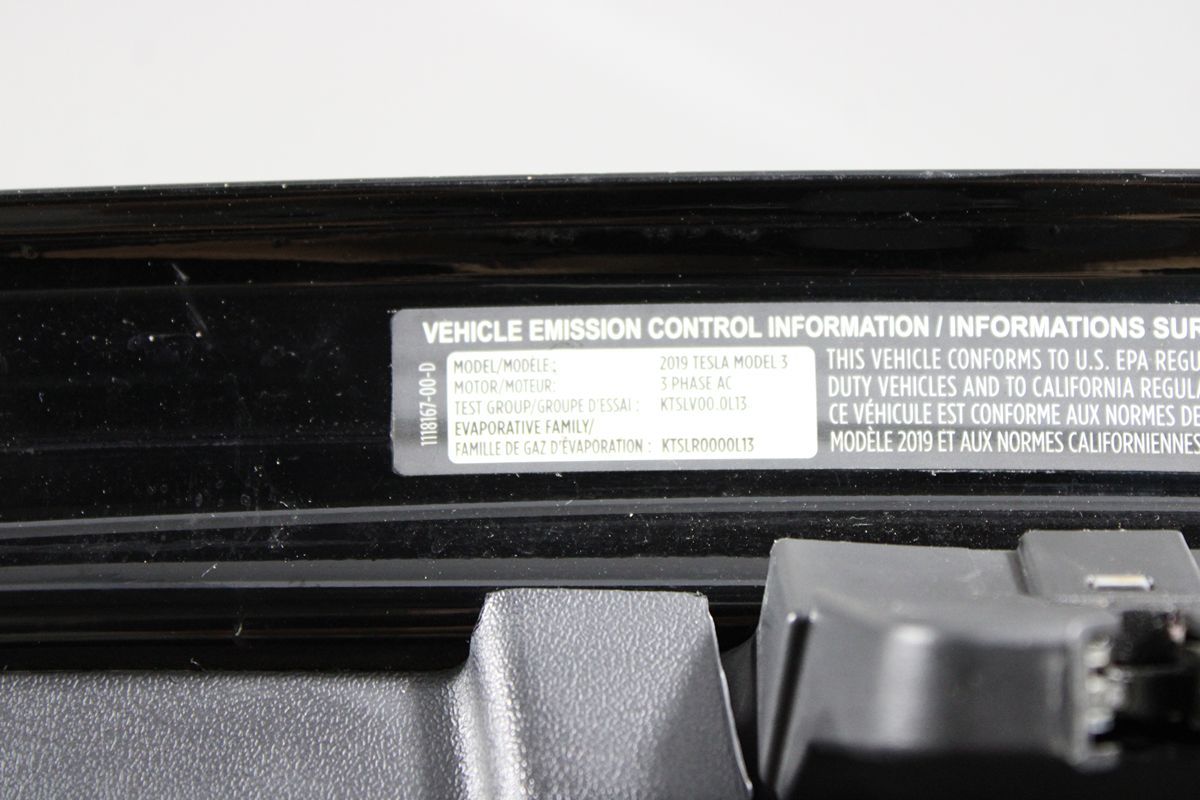 VEHICLE EMISSION CONTROL INFORMATION / INFORMATIONS SUR
1118167-00-D
MODEL/MODÈLE : 2019 TESLA MODEL 3
MOTOR/MOTEUR: 3 PHASE AC
TEST GROUP/GROUPE D'ESSAI : KTSLV00.0L13
EVAPORATIVE FAMILY/
FAMILLE DE GAZ D'ÉVAPORATION : KTSLR0000L13
THIS VEHICLE CONFORMS TO U.S. EPA REGU
DUTY VEHICLES AND TO CALIFORNIA REGULA
CE VÉHICULE EST CONFORME AUX NORMES DE
MODÈLE 2019 ET AUX NORMES CALIFORNIENNES